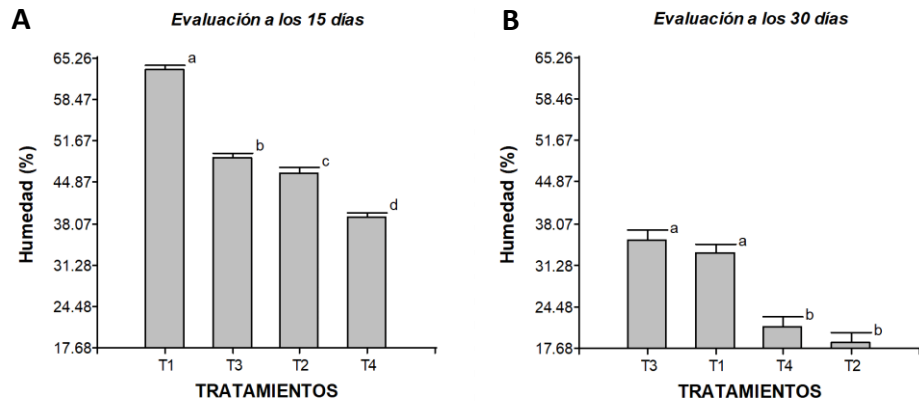 A
Evaluación a los 15 días
65.26
58.47
51.67
44.87
38.07
31.28
24.48
17.68
Humedad (%)
a
b
c
d
T1 T3 T2 T4
TRATAMIENTOS
B
Evaluación a los 30 días
65.26
58.46
51.67
44.87
38.07
31.28
24.48
17.68
Humedad (%)
a
a
b
b
T3 T1 T4 T2
TRATAMIENTOS